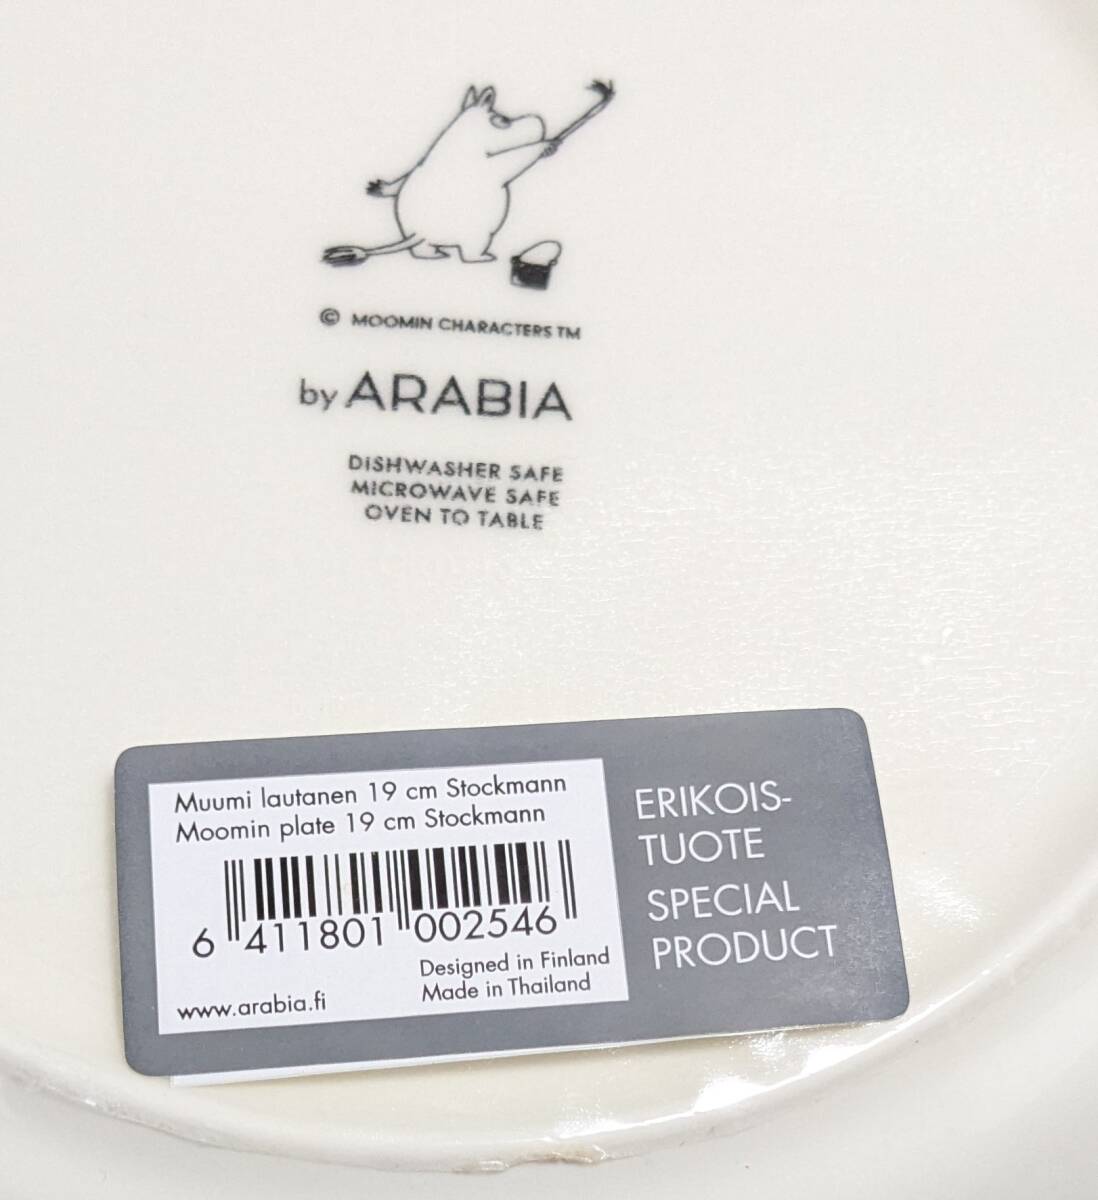 © MOOMIN CHARACTERS TM
by ARABIA
DISHWASHER SAFE
MICROWAVE SAFE
OVEN TO TABLE
Muumi lautanen 19 cm Stockmann
Moomin plate 19 cm Stockmann
6 411801 002546
Designed in Finland
Made in Thailand
www.arabia.fi
ERIKOIS-
TUOTE
SPECIAL
PRODUCT